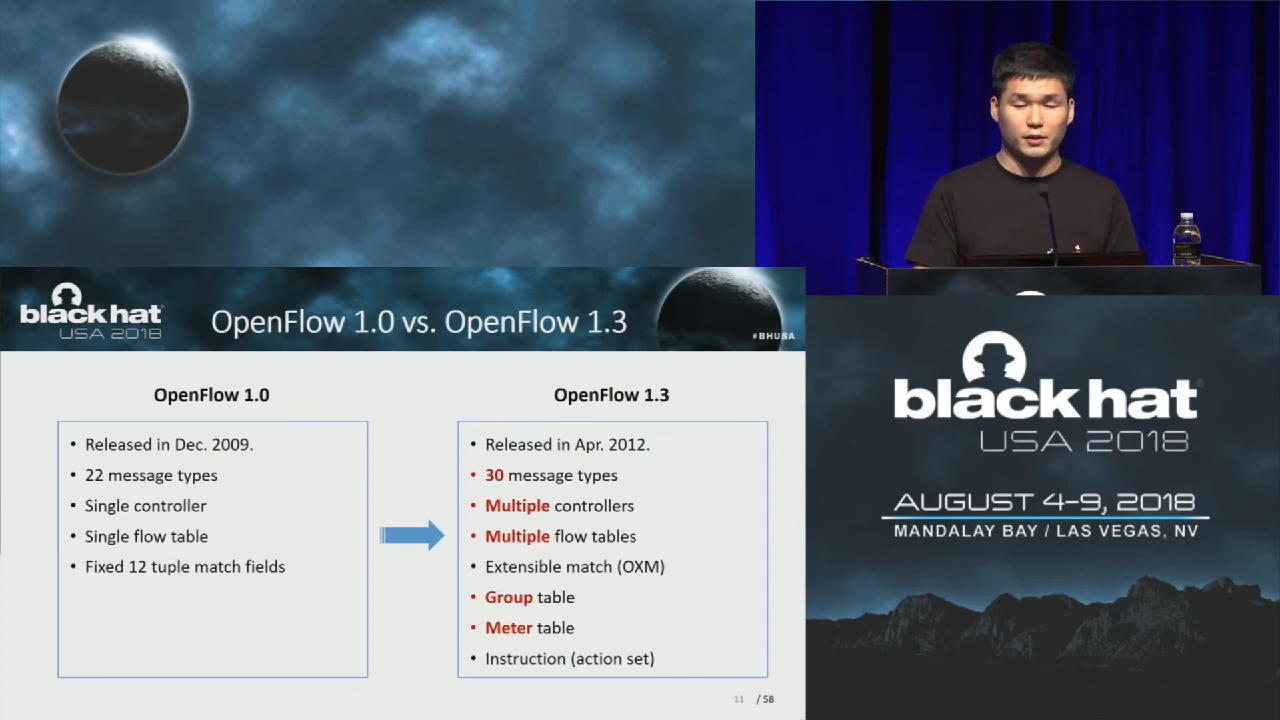 black hat
USA 2018
OpenFlow 1.0 vs. OpenFlow 1.3
#BHUSA
OpenFlow 1.0
• Released in Dec. 2009.
• 22 message types
• Single controller
• Single flow table
• Fixed 12 tuple match fields
OpenFlow 1.3
• Released in Apr. 2012.
• 30 message types
• Multiple controllers
• Multiple flow tables
• Extensible match (OXM)
• Group table
• Meter table
• Instruction (action set)
11 / 58
black hat
USA 2018
AUGUST 4-9, 2018
MANDALAY BAY / LAS VEGAS, NV